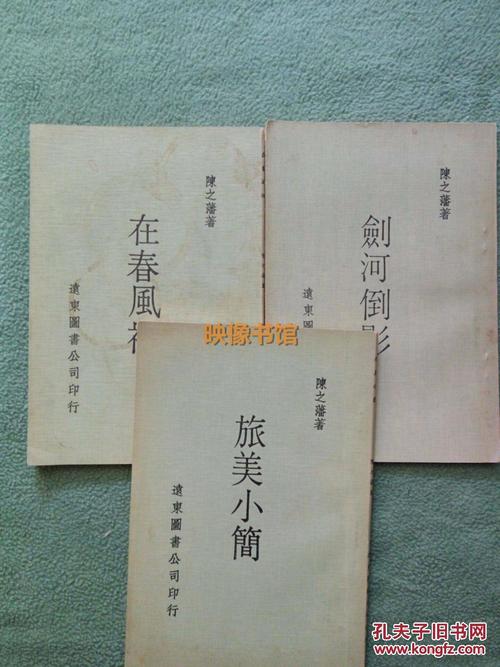 陳之藩著
在春風裡
遠東圖書公司印行
陳之藩著
劍河倒影
遠東圖
映像书馆
陳之藩著
旅美小簡
遠東圖書公司印行
孔夫子旧书网
www.kongfz.com